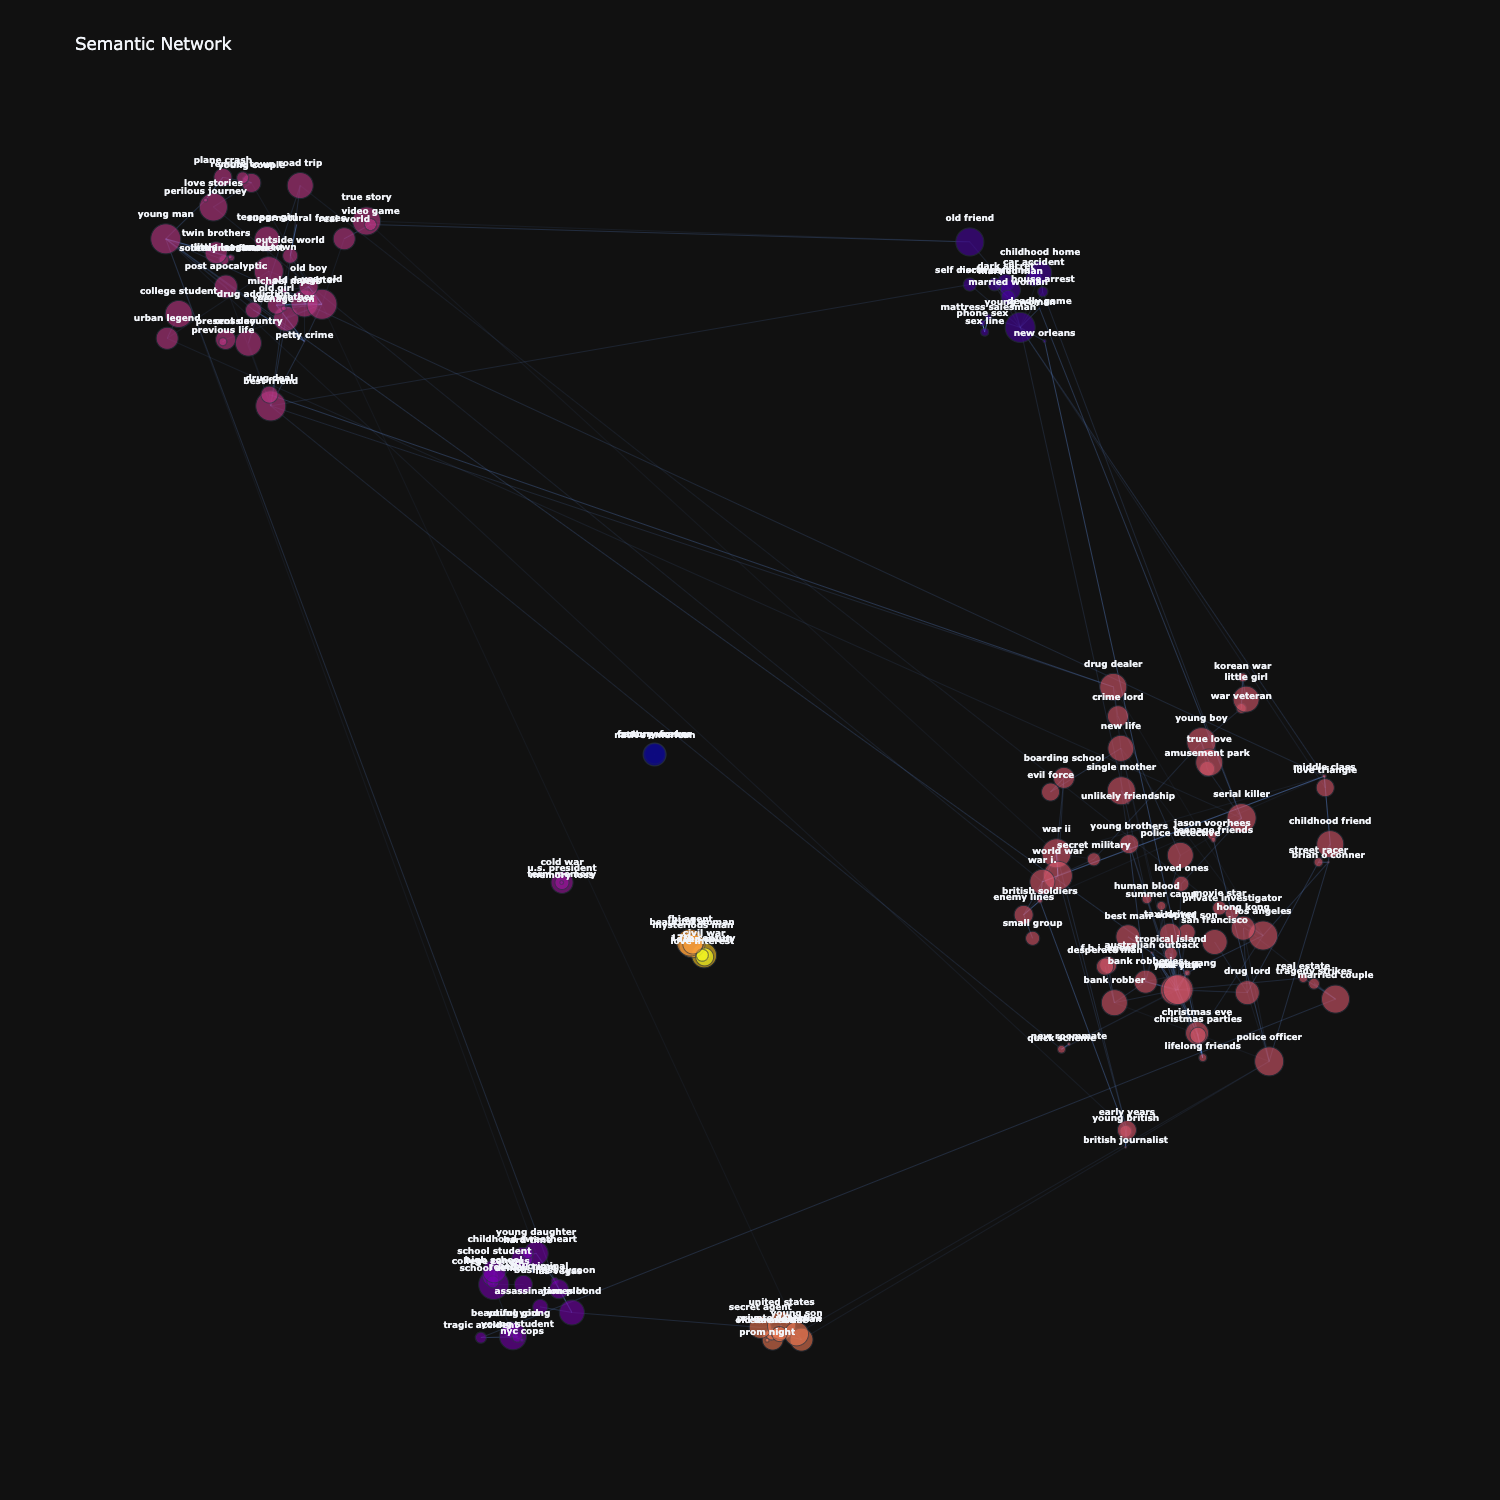 Semantic Network
plane crash
young couple
road trip
love stories
perilous journey
true story
video game
young man
teenage girl
supernatural forces
real world
twin brothers
outside world
post apocalyptic
old boy
college student
drug addiction
old girl
teenage son
urban legend
present day
previous life
petty crime
drug deal
best friend
old friend
childhood home
car accident
house arrest
married woman
deadly game
mattress salesman
phone sex
sex line
new orleans
drug dealer
korean war
little girl
crime lord
war veteran
new life
young boy
true love
amusement park
boarding school
single mother
middle class
love triangle
evil force
unlikely friendship
serial killer
childhood friend
war ii
young brothers
jason voorhees
teenage friends
police detective
secret military
world war
war i.
street racer
brian o'conner
loved ones
british soldiers
human blood
summer camp
movie star
enemy lines
private investigator
hong kong
los angeles
small group
best man
san francisco
tropical island
australian outback
desperate man
bank robberies
bank robber
drug lord
real estate
tragedy strikes
married couple
christmas eve
christmas parties
new roommate
quick scheme
lifelong friends
police officer
early years
young british
british journalist
cold war
u.s. president
memory loss
fbi agent
beautiful woman
mysterious man
civil war
love interest
young daughter
childhood sweetheart
school student
high school
assassination plot
james bond
tragic accident
young student
nyc cops
united states
secret agent
young son
prom night